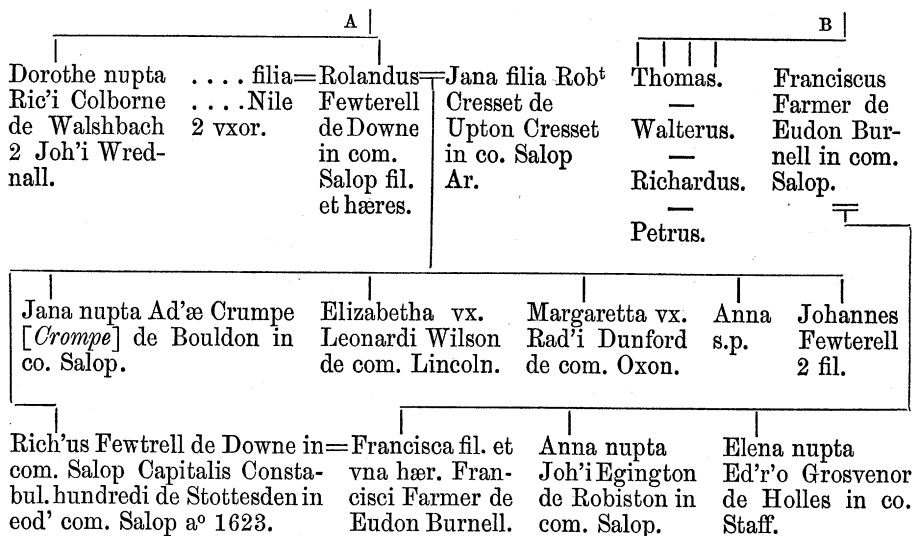 A
B
Dorothe nupta
Ric'i Colborne
de Walshbach
2 Joh'i Wred-
nall.
. . . . filia=
. . . . Nile
2 vxor.
Rolandus
Fewterell
de Downe
in com.
Salop fil.
et hæres.
Jana filia Robᵗ
Cresset de
Upton Cresset
in co. Salop
Ar.
Thomas.
—
Walterus.
—
Richardus.
—
Petrus.
Franciscus
Farmer de
Eudon Bur-
nell in com.
Salop.
Jana nupta Ad'æ Crumpe
[Crompe] de Bouldon in
co. Salop.
Elizabetha vx.
Leonardi Wilson
de com. Lincoln.
Margaretta vx.
Rad'i Dunford
de com. Oxon.
Anna
s.p.
Johannes
Fewterell
2 fil.
Rich'us Fewtrell de Downe in=
com. Salop Capitalis Consta-
bul. hundredi de Stottesden in
eod' com. Salop aº 1623.
Francisca fil. et
vna hær. Fran-
cisci Farmer de
Eudon Burnell.
Anna nupta
Joh'i Egington
de Robiston in
com. Salop.
Elena nupta
Ed'r'o Grosvenor
de Holles in co.
Staff.